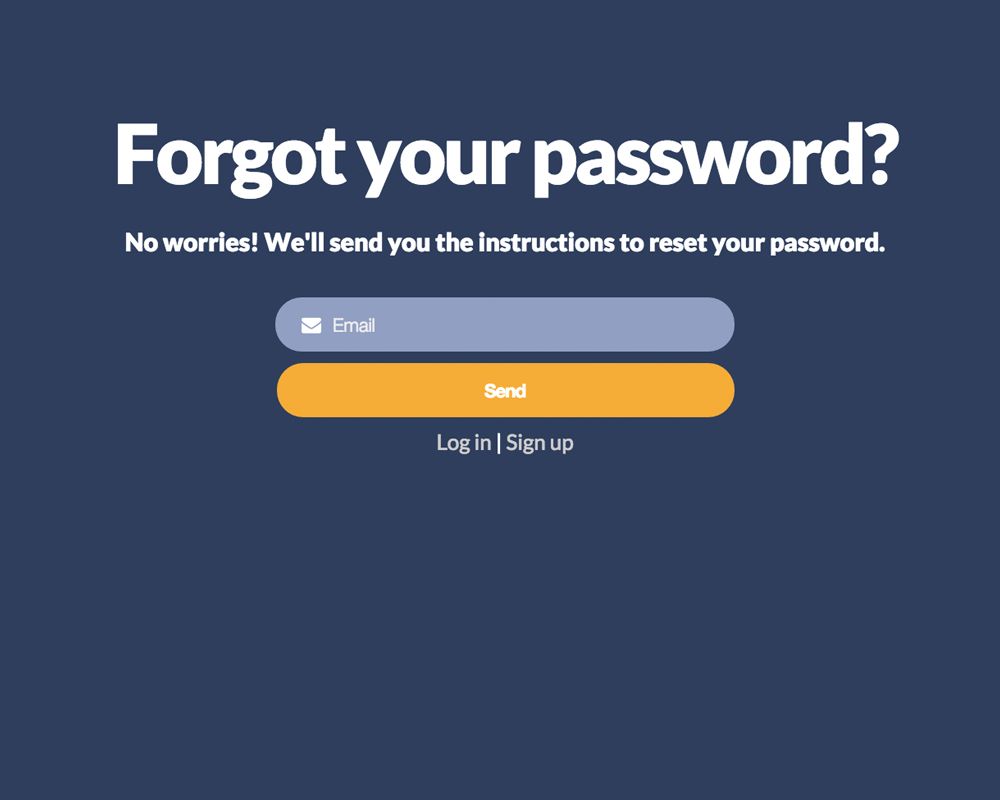 Forgot your password?
No worries! We'll send you the instructions to reset your password.
Email
Send
Log in | Sign up